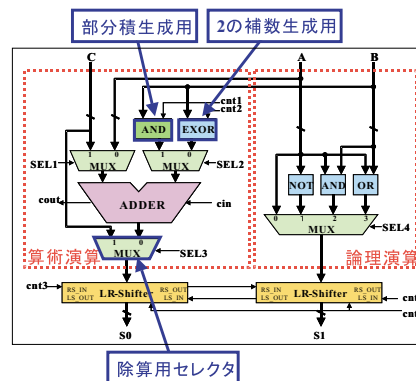 部分積生成用
2の補数生成用
C
A
B
cnt1
cnt2
AND
EXOR
1 0
1 0
SEL1
MUX
MUX
SEL2
NOT
AND
OR
cout
ADDER
cin
0 1 2 3
MUX
SEL4
1 0
MUX
SEL3
算術演算
論理演算
cnt3
RS_IN
LS_OUT
LR-Shifter
RS_OUT
LS_IN
RS_IN
LS_OUT
LR-Shifter
RS_OUT
LS_IN
cnt
cnt
S0
S1
除算用セレクタ